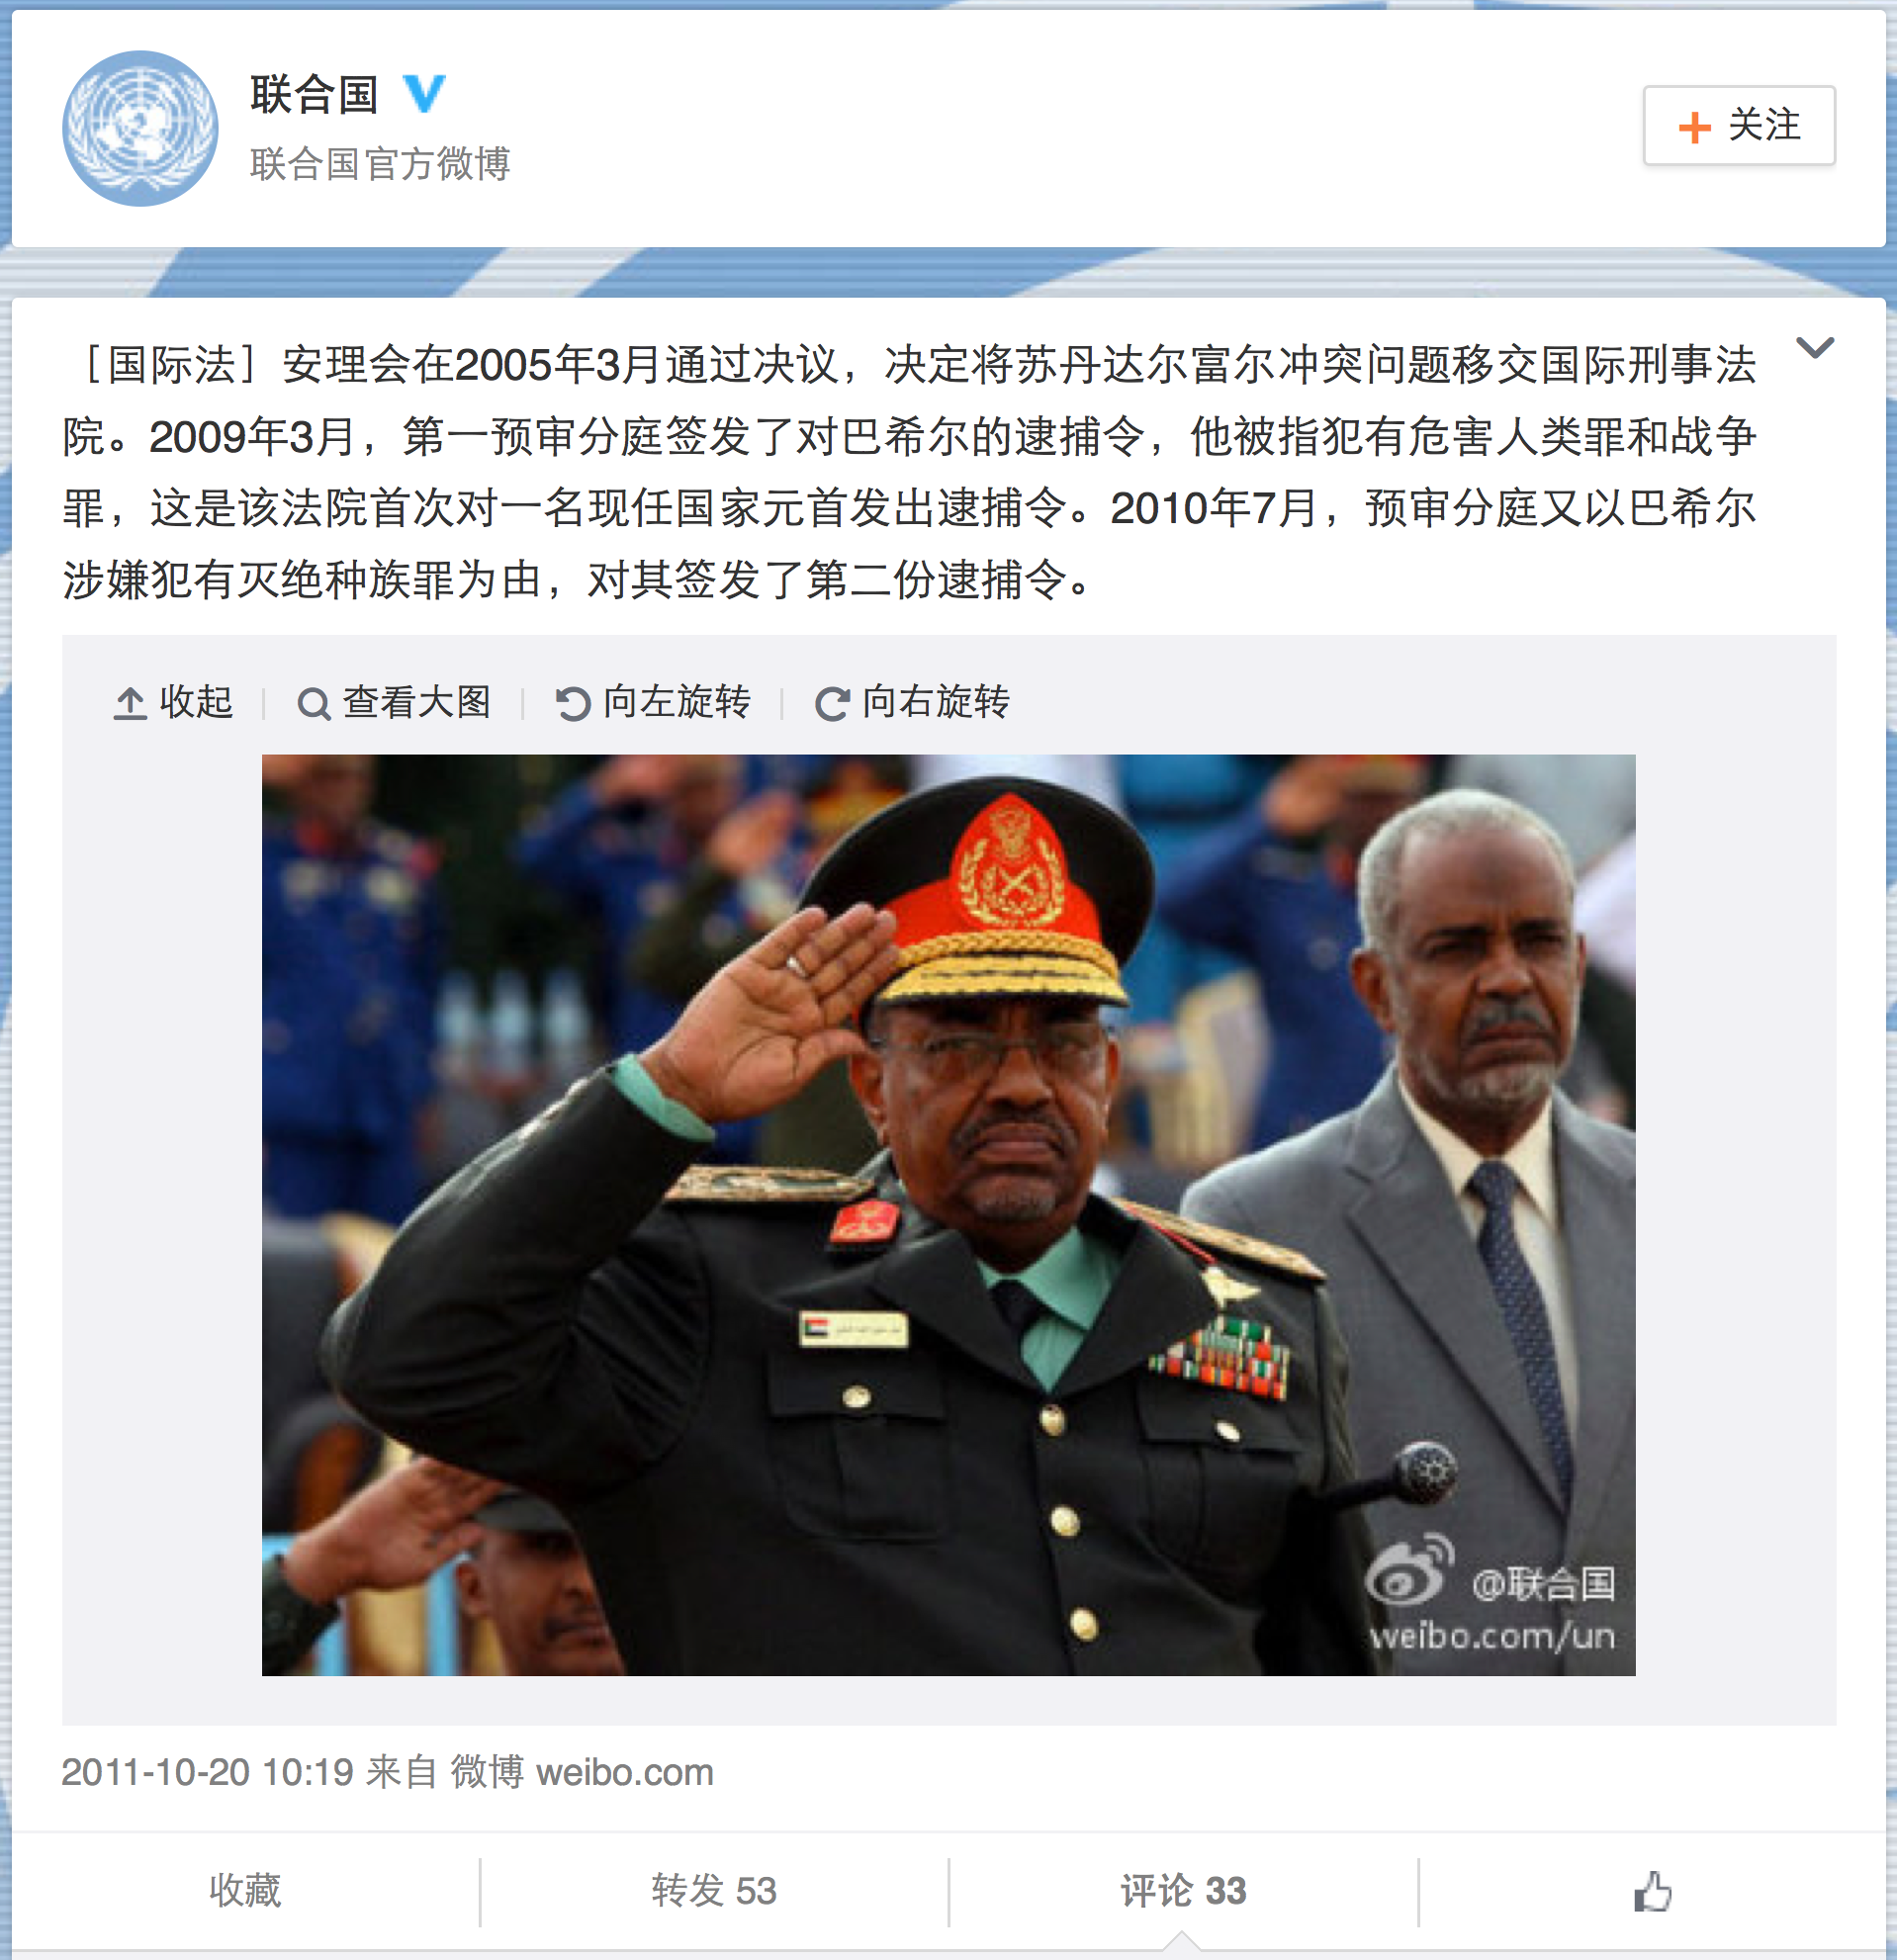 联合国
联合国官方微博
关注
［国际法］安理会在2005年3月通过决议，决定将苏丹达尔富尔冲突问题移交国际刑事法
院。2009年3月，第一预审分庭签发了对巴希尔的逮捕令，他被指犯有危害人类罪和战争
罪，这是该法院首次对一名现任国家元首发出逮捕令。2010年7月，预审分庭又以巴希尔
涉嫌犯有灭绝种族罪为由，对其签发了第二份逮捕令。
收起 查看大图 向左旋转 向右旋转
@联合国
weibo.com/un
2011-10-20 10:19 来自 微博 weibo.com
收藏 转发 53 评论 33